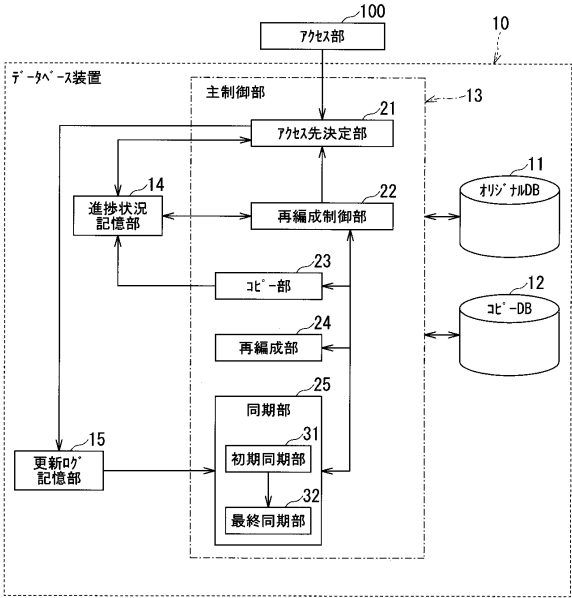 100
ｱｸｾｽ部
10
ﾃﾞｰﾀﾍﾞｰｽ装置
主制御部
13
21
ｱｸｾｽ先決定部
14
進捗状況
記憶部
22
再編成制御部
11
ｵﾘｼﾞﾅﾙDB
23
ｺﾋﾟｰ部
12
ｺﾋﾟｰDB
24
再編成部
25
同期部
31
初期同期部
15
更新ﾛｸﾞ
記憶部
32
最終同期部